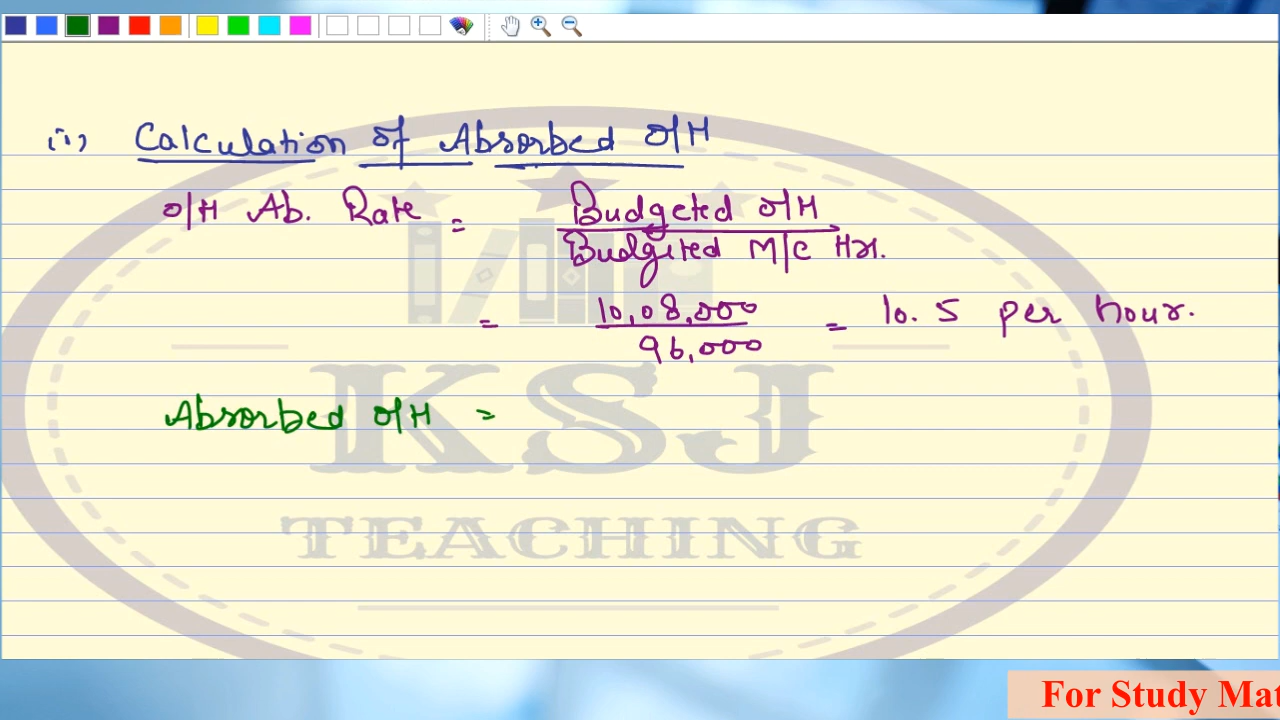 (i) Calculation of Absorbed O/H
O/H Ab. Rate = Budgeted O/H
Budgeted M/C Hrs.
= 10,08,000 = 10.5 per hour.
96,000
Absorbed O/H =
KSJ
TEACHING
For Study Mat